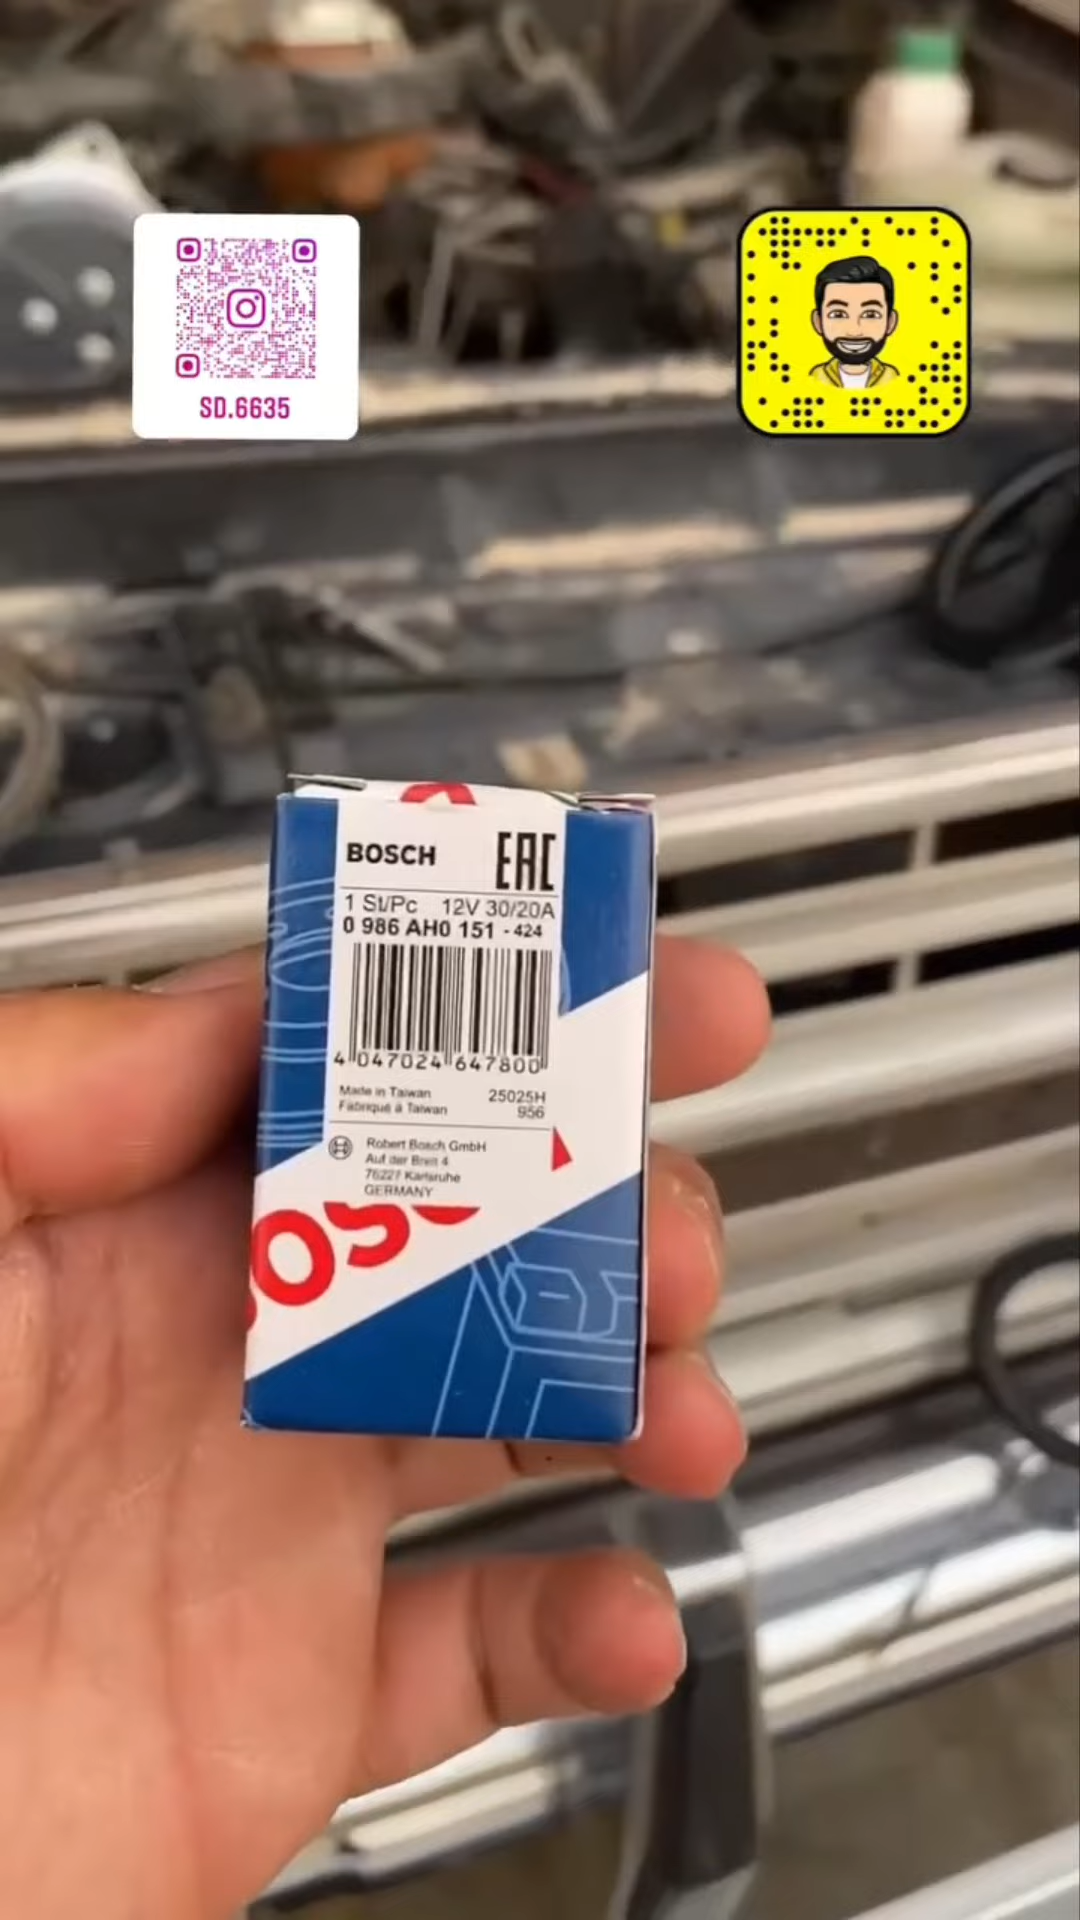 SD.6635
BOSCH EAC
1 St/Pc 12V 30/20A
0 986 AH0 151 - 424
4 047024 647800
Made in Taiwan 25025H
Fabriqué à Taiwan 956
Robert Bosch GmbH
Auf der Breit 4
76227 Karlsruhe
GERMANY
OSC